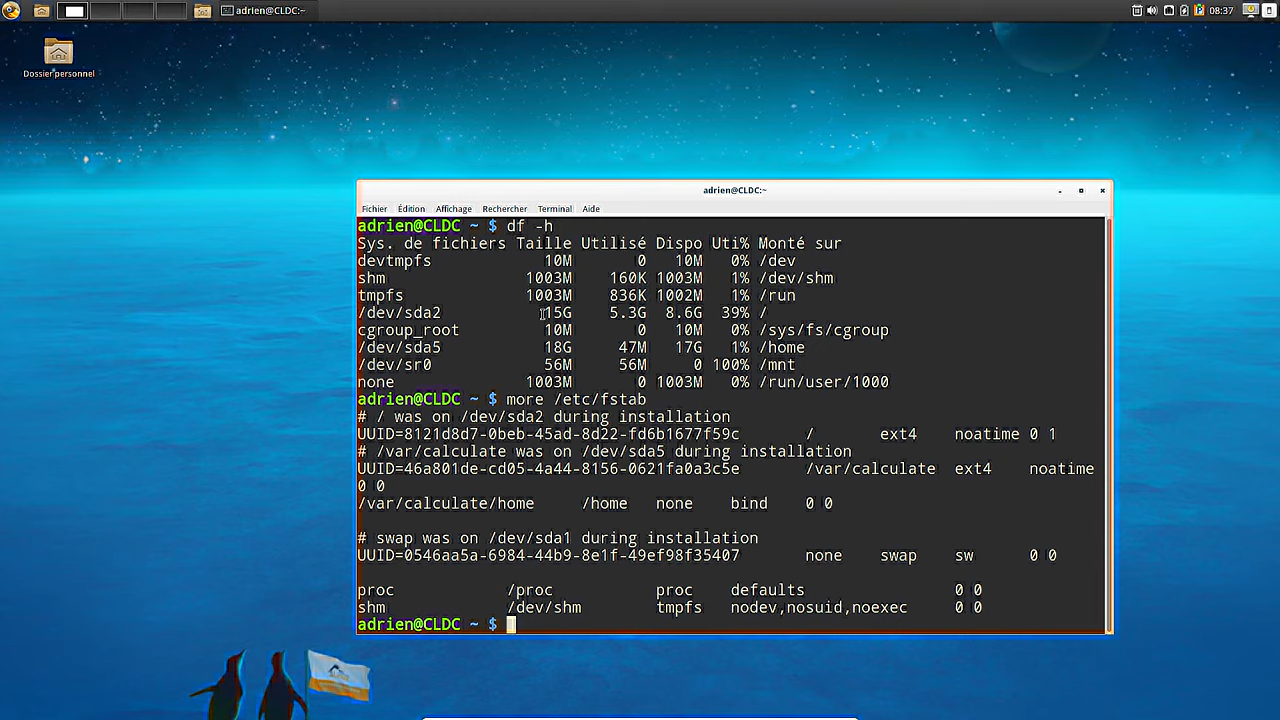 adrien@CLDC:~
08:37
Dossier personnel
adrien@CLDC:~
Fichier Édition Affichage Rechercher Terminal Aide
adrien@CLDC ~ $ df -h
Sys. de fichiers Taille Utilisé Dispo Uti% Monté sur
devtmpfs 10M 0 10M 0% /dev
shm 1003M 160K 1003M 1% /dev/shm
tmpfs 1003M 836K 1002M 1% /run
/dev/sda2 15G 5.3G 8.6G 39% /
cgroup_root 10M 0 10M 0% /sys/fs/cgroup
/dev/sda5 18G 47M 17G 1% /home
/dev/sr0 56M 56M 0 100% /mnt
none 1003M 0 1003M 0% /run/user/1000
adrien@CLDC ~ $ more /etc/fstab
# / was on /dev/sda2 during installation
UUID=8121d8d7-0beb-45ad-8d22-fd6b1677f59c / ext4 noatime 0 1
# /var/calculate was on /dev/sda5 during installation
UUID=46a801de-cd05-4a44-8156-0621fa0a3c5e /var/calculate ext4 noatime
0 0
/var/calculate/home /home none bind 0 0
# swap was on /dev/sda1 during installation
UUID=0546aa5a-6984-44b9-8e1f-49ef98f35407 none swap sw 0 0
proc /proc proc defaults 0 0
shm /dev/shm tmpfs nodev,nosuid,noexec 0 0
adrien@CLDC ~ $